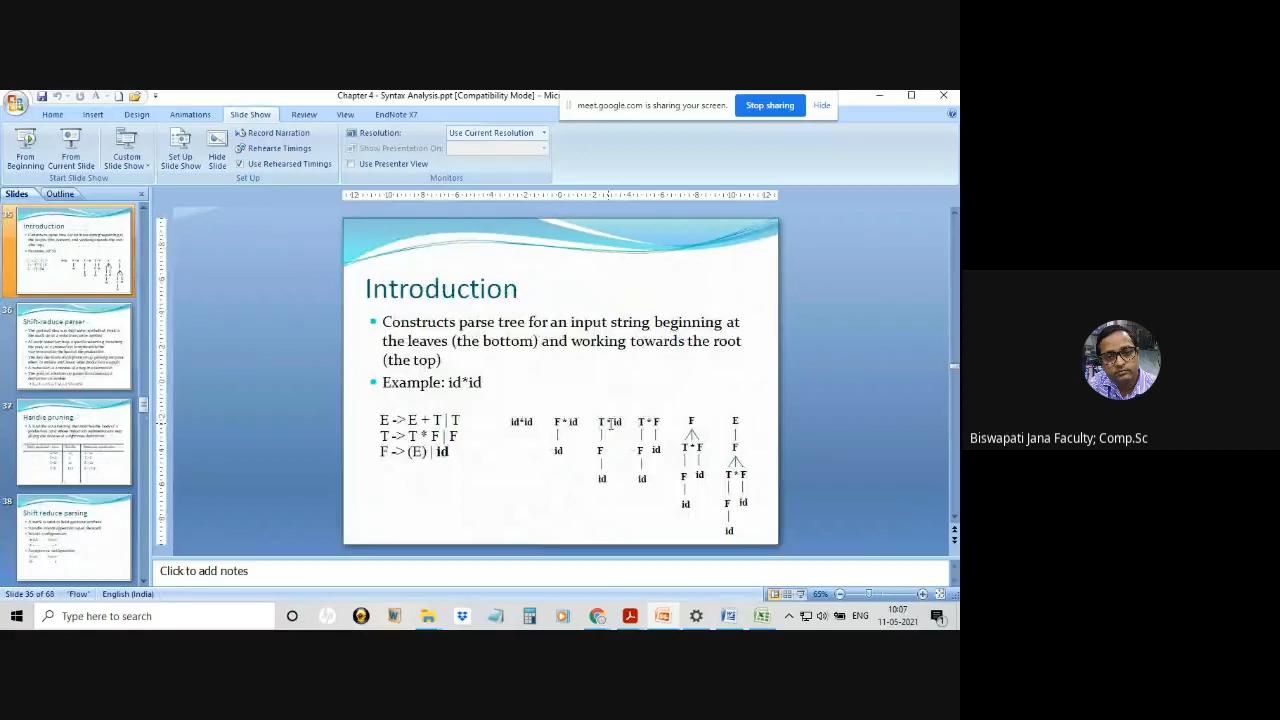 Chapter 4 - Syntax Analysis.ppt [Compatibility Mode] - Mic
meet.google.com is sharing your screen.
Stop sharing
Hide
Home Insert Design Animations Slide Show Review View EndNote X7
From Beginning
From Current Slide
Custom Slide Show
Start Slide Show
Set Up Slide Show
Hide Slide
Record Narration
Rehearse Timings
Use Rehearsed Timings
Set Up
Resolution: Use Current Resolution
Show Presentation On:
Use Presenter View
Monitors
Slides Outline
35
Introduction
36
Shift-reduce parser
37
Handle pruning
38
Shift reduce parsing
Introduction
Constructs parse tree for an input string beginning at
the leaves (the bottom) and working towards the root
(the top)
Example: id*id
E -> E + T | T
T -> T * F | F
F -> (E) | id
id*id F * id T * id T * F F E
id F F id T * F F
id id F id T * F
id F id
id
Click to add notes
Slide 35 of 68 "Flow" English (India)
65%
Type here to search
ENG
10:07
11-05-2021
Biswapati Jana Faculty; Comp.Sc